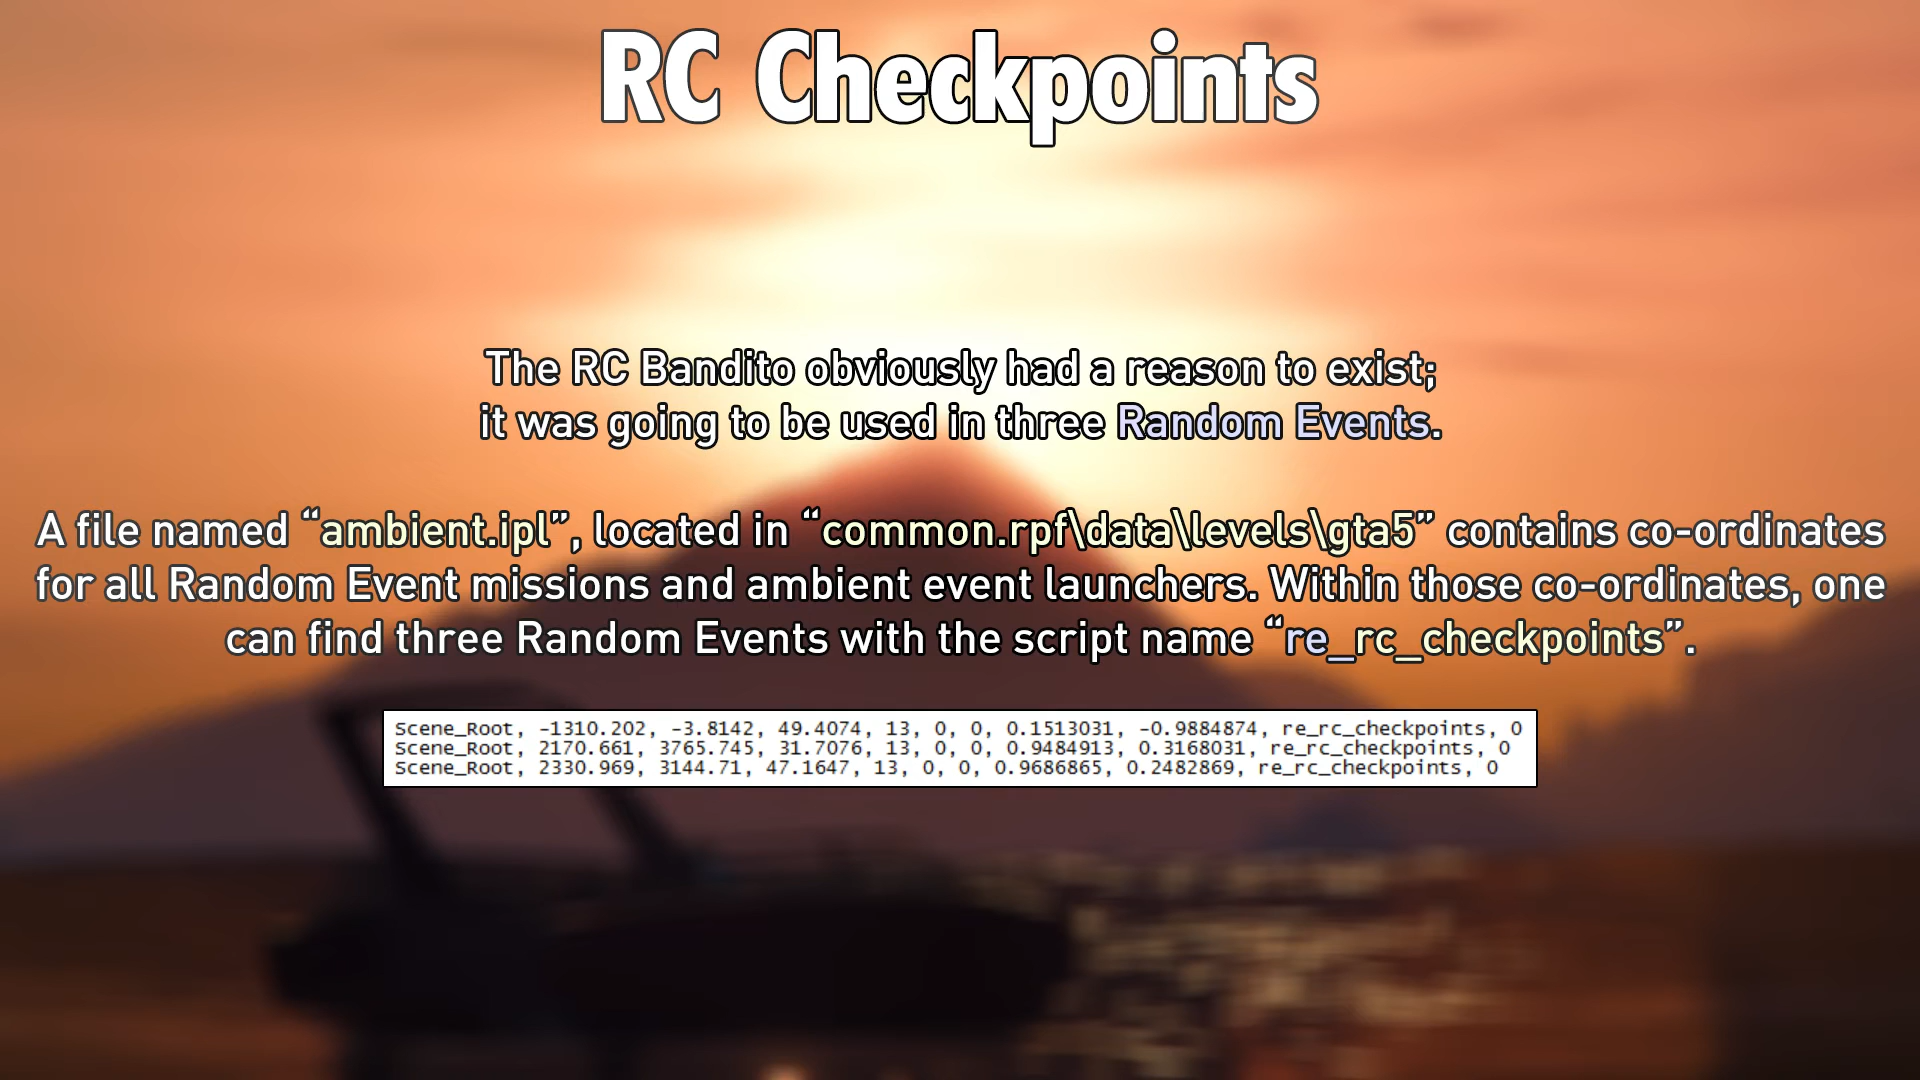 RC Checkpoints
The RC Bandito obviously had a reason to exist;
it was going to be used in three Random Events.
A file named “ambient.ipl”, located in “common.rpf\data\levels\gta5” contains co-ordinates
for all Random Event missions and ambient event launchers. Within those co-ordinates, one
can find three Random Events with the script name “re_rc_checkpoints”.
Scene_Root, -1310.202, -3.8142, 49.4074, 13, 0, 0, 0.1513031, -0.9884874, re_rc_checkpoints, 0
Scene_Root, 2170.661, 3765.745, 31.7076, 13, 0, 0, 0.9484913, 0.3168031, re_rc_checkpoints, 0
Scene_Root, 2330.969, 3144.71, 47.1647, 13, 0, 0, 0.9686865, 0.2482869, re_rc_checkpoints, 0